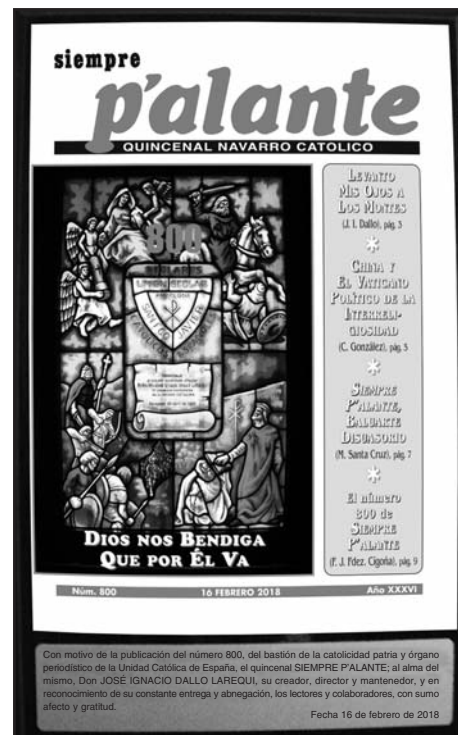 siempre
p'alante
QUINCENAL NAVARRO CATOLICO
800
UNION SEGLAR
DIOS NOS BENDIGA
QUE POR ÉL VA
LEVANTO
MIS OJOS A
LOS MONTES
(J. I. Dallo), pág. 3
CHINA Y
EL VATICANO
POLÍTICO DE LA
INTERRELI-
GIOSIDAD
(C. González), pág. 5
SIEMPRE
P'ALANTE,
BALUARTE
DISUASORIO
(M. Santa Cruz), pág. 7
El número
800 de
SIEMPRE
P'ALANTE
(F. J. Fdez. Cigoña), pág. 9
Núm. 800 16 FEBRERO 2018 Año XXXVI
Con motivo de la publicación del número 800, del bastión de la catolicidad patria y órgano
periodístico de la Unidad Católica de España, el quincenal SIEMPRE P'ALANTE; al alma del
mismo, Don JOSÉ IGNACIO DALLO LAREQUI, su creador, director y mantenedor, y en
reconocimiento de su constante entrega y abnegación, los lectores y colaboradores, con sumo
afecto y gratitud.
Fecha 16 de febrero de 2018